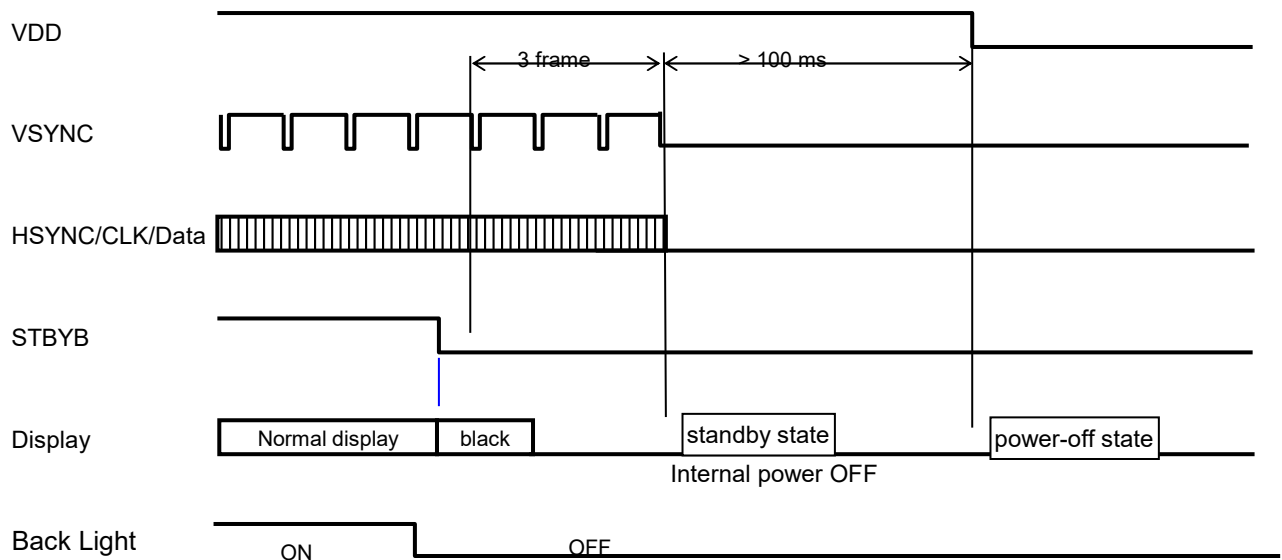 VDD
3 frame
> 100 ms
VSYNC
HSYNC/CLK/Data
STBYB
Display
Normal display
black
standby state
power-off state
Internal power OFF
Back Light
ON
OFF